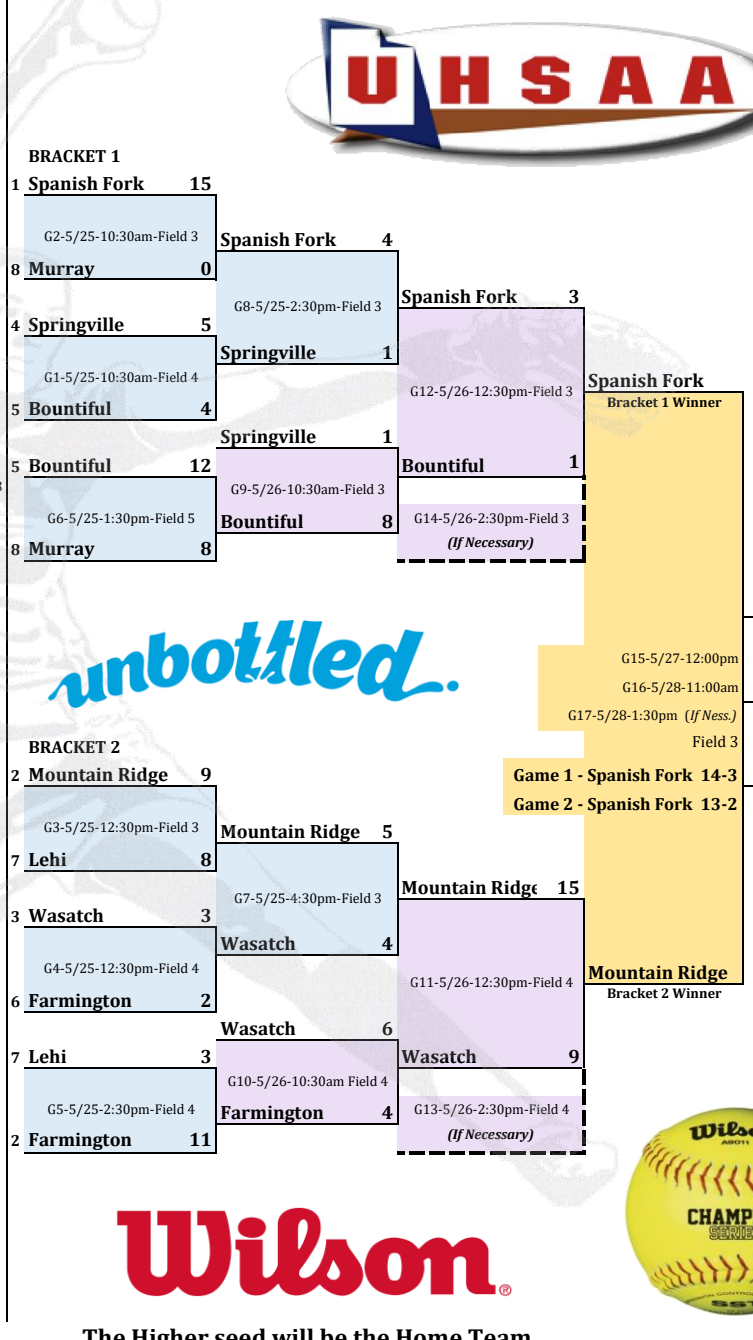 UHSAA
BRACKET 1
1 Spanish Fork 15
G2-5/25-10:30am-Field 3
8 Murray 0
4 Springville 5
G1-5/25-10:30am-Field 4
5 Bountiful 4
5 Bountiful 12
G6-5/25-1:30pm-Field 5
8 Murray 8
Spanish Fork 4
G8-5/25-2:30pm-Field 3
Springville 1
Springville 1
G9-5/26-10:30am-Field 3
Bountiful 8
Spanish Fork 3
G12-5/26-12:30pm-Field 3
Bountiful 1
G14-5/26-2:30pm-Field 3
(If Necessary)
Spanish Fork
Bracket 1 Winner
unbottled.
G15-5/27-12:00pm
G16-5/28-11:00am
G17-5/28-1:30pm (If Ness.)
Field 3
Game 1 - Spanish Fork 14-3
Game 2 - Spanish Fork 13-2
BRACKET 2
2 Mountain Ridge 9
G3-5/25-12:30pm-Field 3
7 Lehi 8
3 Wasatch 3
G4-5/25-12:30pm-Field 4
6 Farmington 2
7 Lehi 3
G5-5/25-2:30pm-Field 4
2 Farmington 11
Mountain Ridge 5
G7-5/25-4:30pm-Field 3
Wasatch 4
Wasatch 6
G10-5/26-10:30am Field 4
Farmington 4
Mountain Ridge 15
G11-5/26-12:30pm-Field 4
Wasatch 9
G13-5/26-2:30pm-Field 4
(If Necessary)
Mountain Ridge
Bracket 2 Winner
Wilson®
Wils
A9011
CHAMP
SERIE
SST
The Higher seed will be the Home Team